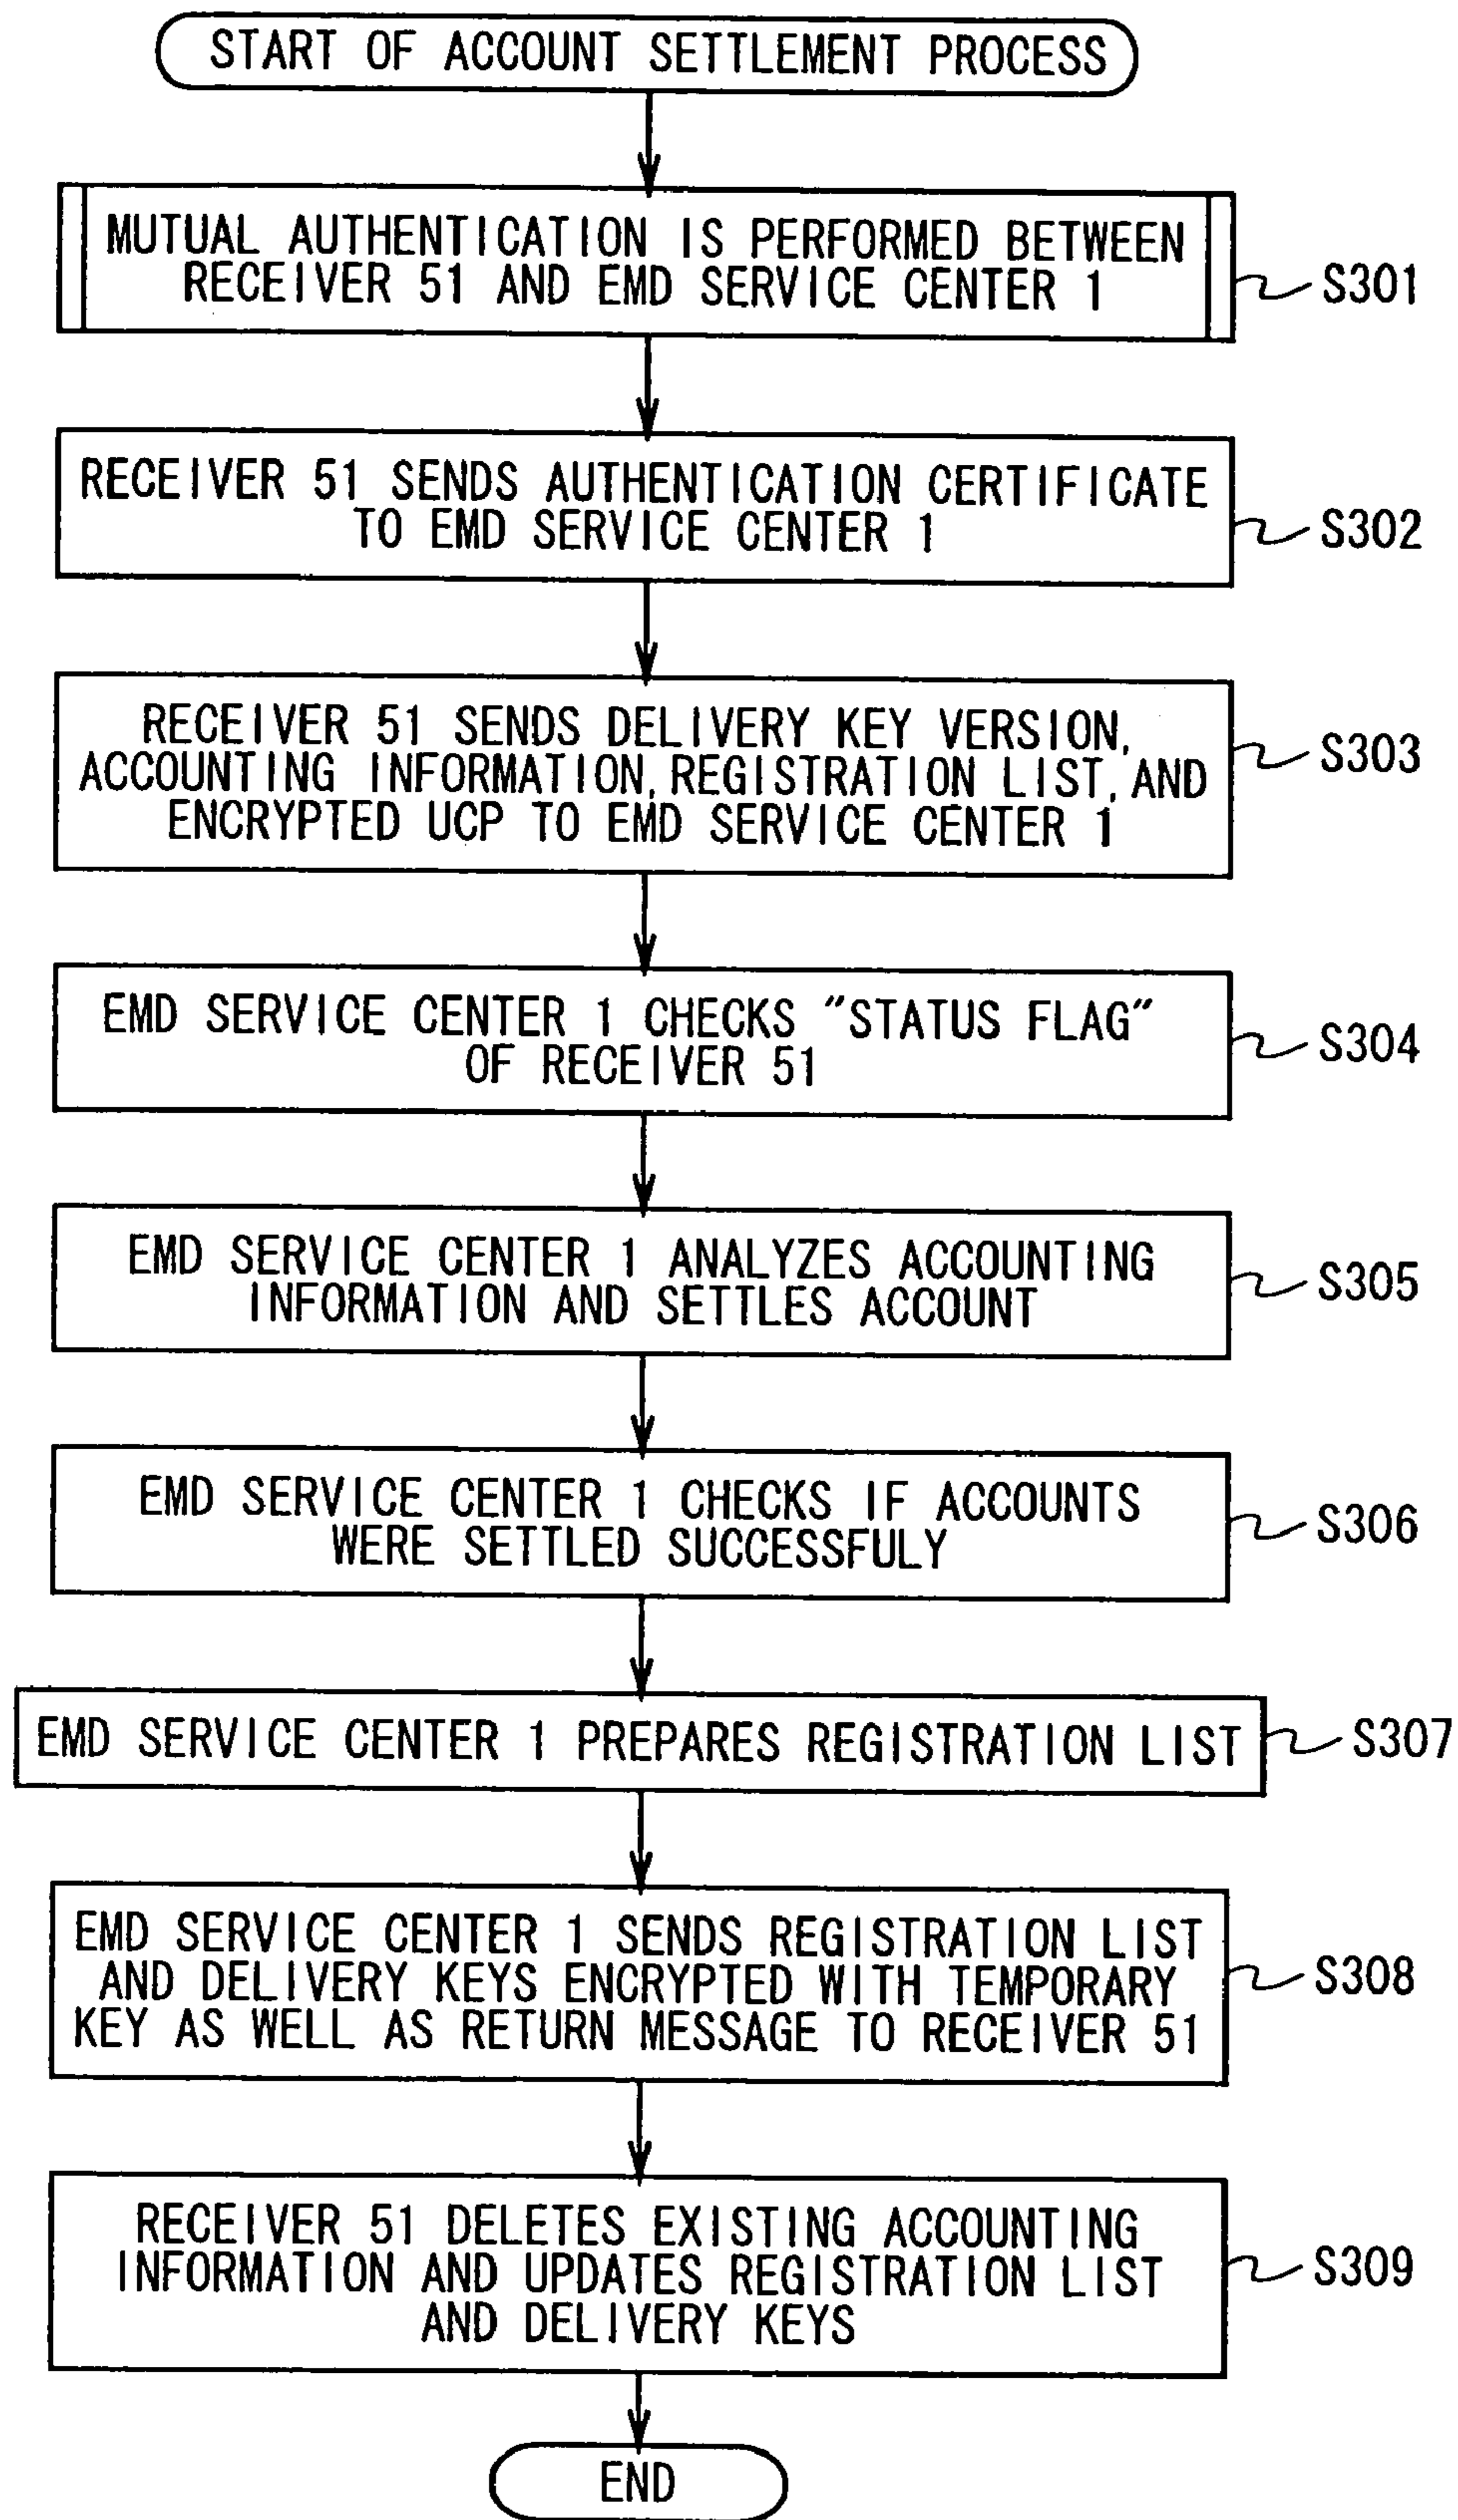 START OF ACCOUNT SETTLEMENT PROCESS
MUTUAL AUTHENTICATION IS PERFORMED BETWEEN
RECEIVER 51 AND EMD SERVICE CENTER 1
S301
RECEIVER 51 SENDS AUTHENTICATION CERTIFICATE
TO EMD SERVICE CENTER 1
S302
RECEIVER 51 SENDS DELIVERY KEY VERSION,
ACCOUNTING INFORMATION, REGISTRATION LIST, AND
ENCRYPTED UCP TO EMD SERVICE CENTER 1
S303
EMD SERVICE CENTER 1 CHECKS "STATUS FLAG"
OF RECEIVER 51
S304
EMD SERVICE CENTER 1 ANALYZES ACCOUNTING
INFORMATION AND SETTLES ACCOUNT
S305
EMD SERVICE CENTER 1 CHECKS IF ACCOUNTS
WERE SETTLED SUCCESSFULY
S306
EMD SERVICE CENTER 1 PREPARES REGISTRATION LIST
S307
EMD SERVICE CENTER 1 SENDS REGISTRATION LIST
AND DELIVERY KEYS ENCRYPTED WITH TEMPORARY
KEY AS WELL AS RETURN MESSAGE TO RECEIVER 51
S308
RECEIVER 51 DELETES EXISTING ACCOUNTING
INFORMATION AND UPDATES REGISTRATION LIST
AND DELIVERY KEYS
S309
END